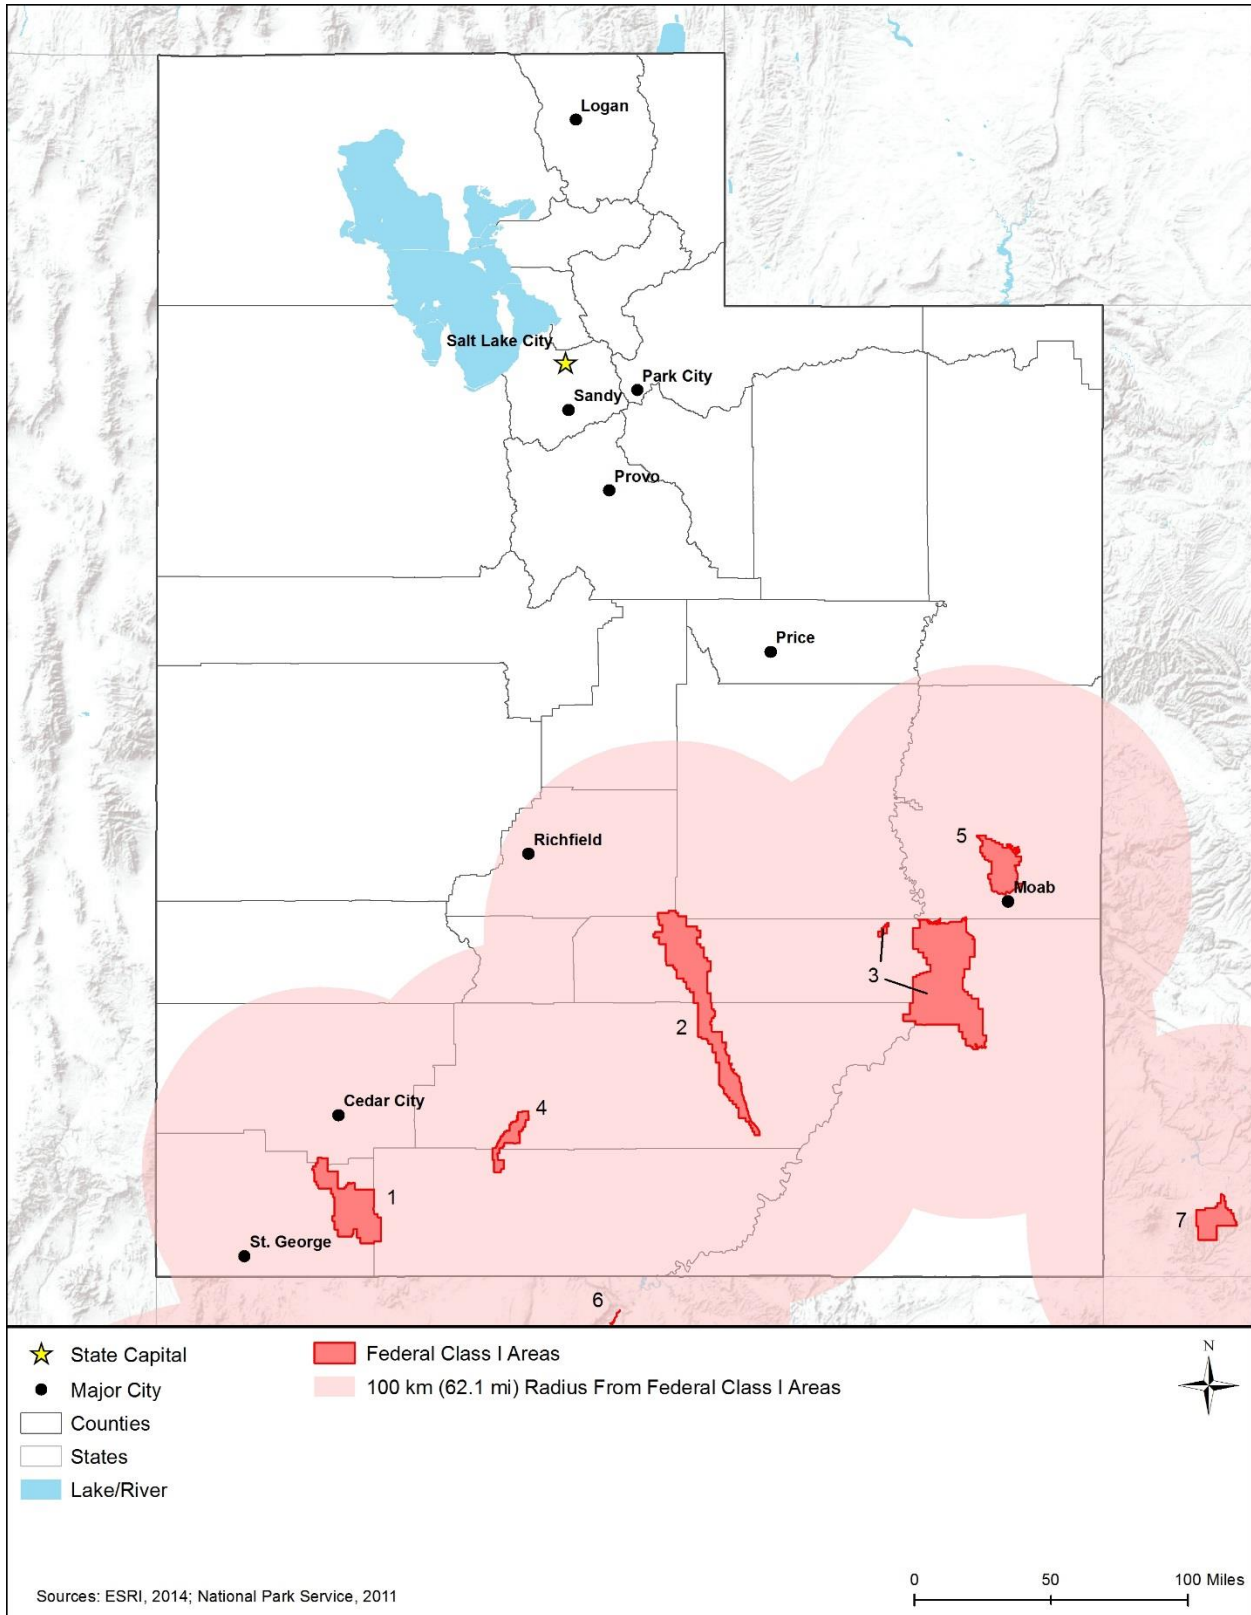 Logan
Salt Lake City
Park City
Sandy
Provo
Price
Richfield
5
Moab
3
2
Cedar City
4
1
7
St. George
6
State Capital
Federal Class I Areas
N
Major City
100 km (62.1 mi) Radius From Federal Class I Areas
Counties
States
Lake/River
Sources: ESRI, 2014; National Park Service, 2011
0 50 100 Miles